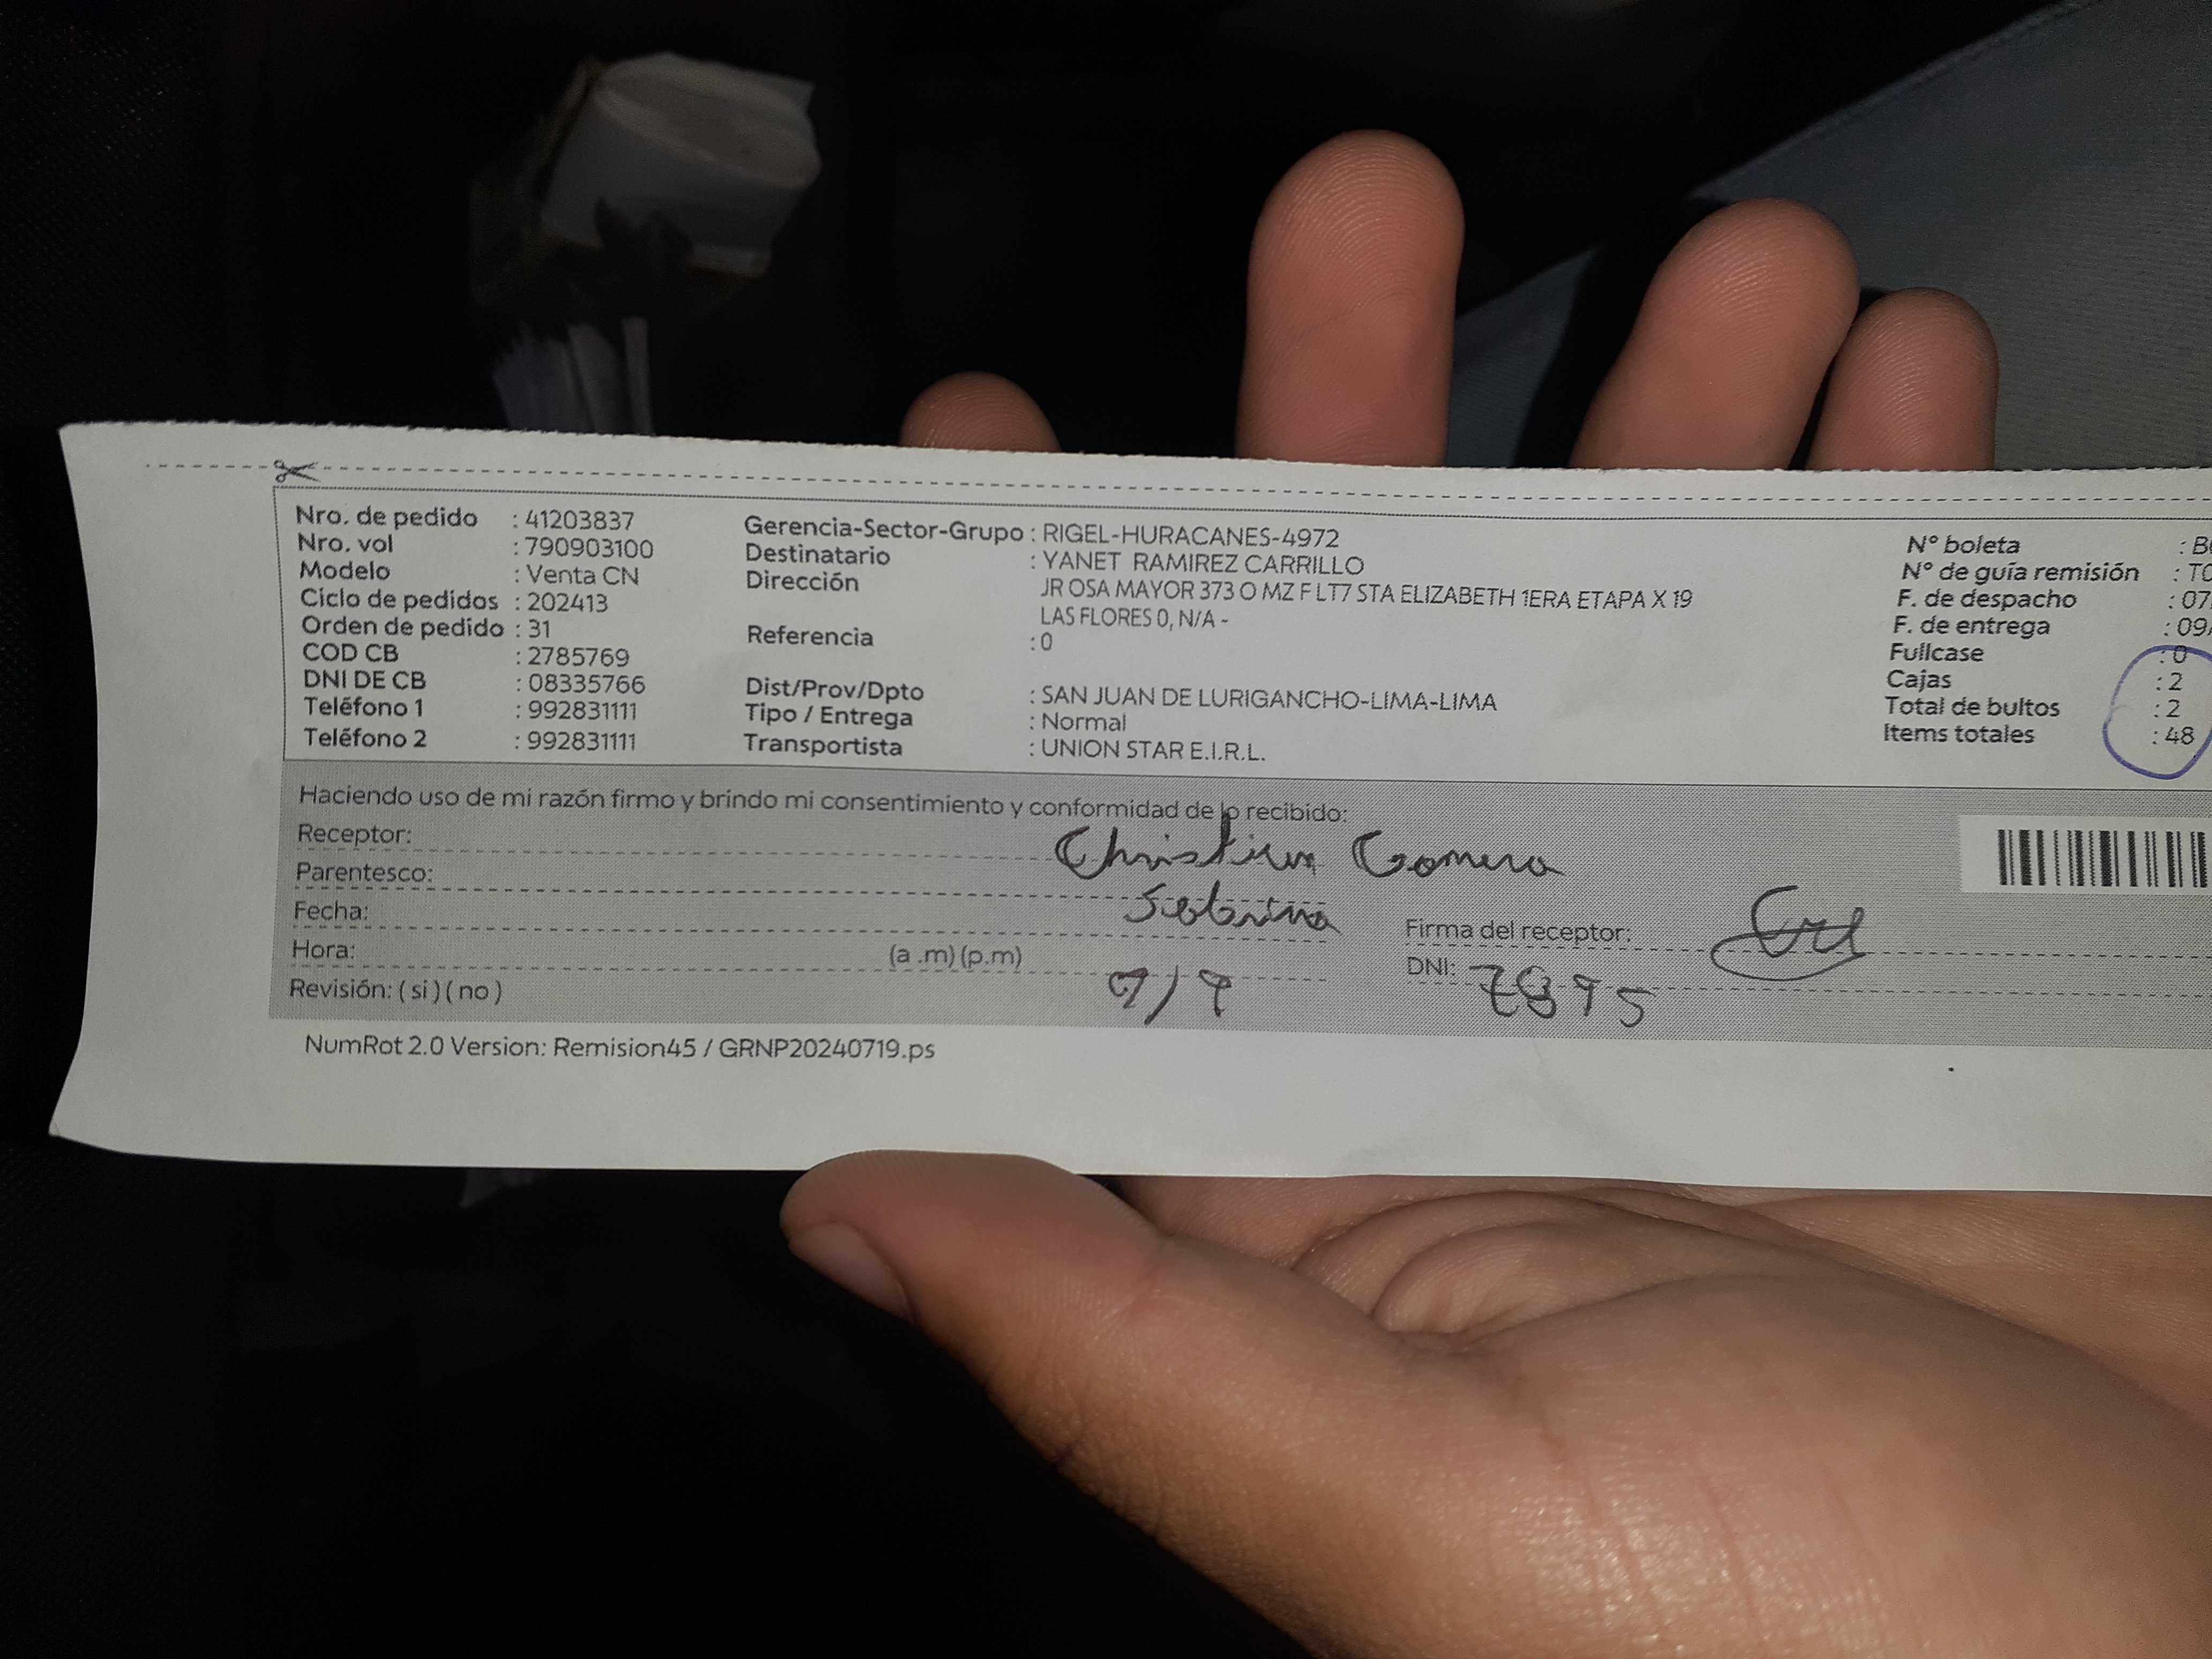 Nro. de pedido : 41203837
Nro. vol : 790903100
Modelo : Venta CN
Ciclo de pedidos : 202413
Orden de pedido : 31
COD CB : 2785769
DNI DE CB : 08335766
Teléfono 1 : 992831111
Teléfono 2 : 992831111
Gerencia-Sector-Grupo : RIGEL-HURACANES-4972
Destinatario : YANET RAMIREZ CARRILLO
Dirección JR OSA MAYOR 373 O MZ F LT7 STA ELIZABETH 1ERA ETAPA X 19
LAS FLORES 0, N/A -
Referencia : 0
Dist/Prov/Dpto : SAN JUAN DE LURIGANCHO-LIMA-LIMA
Tipo / Entrega : Normal
Transportista : UNION STAR E.I.R.L.
N° boleta : B
N° de guía remisión : T0
F. de despacho : 07
F. de entrega : 09/
Fullcase : 0
Cajas : 2
Total de bultos : 2
Items totales : 48
Haciendo uso de mi razón firmo y brindo mi consentimiento y conformidad de lo recibido:
Receptor: Christian Gomero
Parentesco: Sobrino
Fecha:
Hora: (a .m) (p.m)
Revisión: ( si ) ( no )
Firma del receptor:
DNI: 7895
NumRot 2.0 Version: Remision45 / GRNP20240719.ps